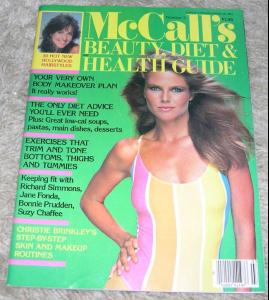 McCall's
BEAUTY, DIET &
HEALTH GUIDE
20 HOT NEW
HOLLYWOOD
HAIRSTYLES
YOUR VERY OWN
BODY MAKEOVER PLAN
It really works!
THE ONLY DIET ADVICE
YOU'LL EVER NEED
Plus: Great low-cal soups,
pastas, main dishes, desserts
EXERCISES THAT
TRIM AND TONE
BOTTOMS, THIGHS
AND TUMMIES
Keeping fit with
Richard Simmons,
Jane Fonda,
Bonnie Prudden,
Suzy Chaffee
CHRISTIE BRINKLEY'S
STEP-BY-STEP
SKIN AND MAKEUP
ROUTINES